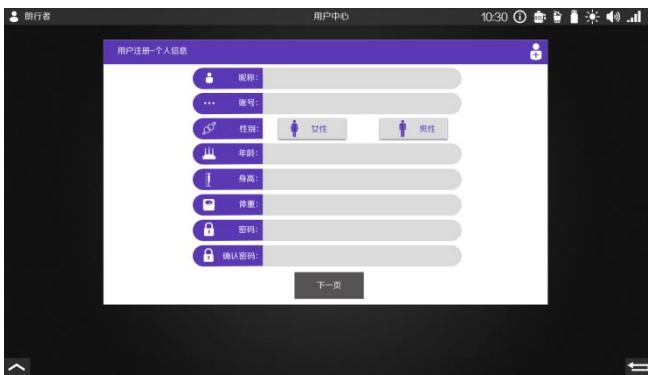 朗行者
用户中心
10:30
用户注册-个人信息
昵称:
账号:
性别:
女性
男性
年龄:
身高:
体重:
密码:
确认密码:
下一页